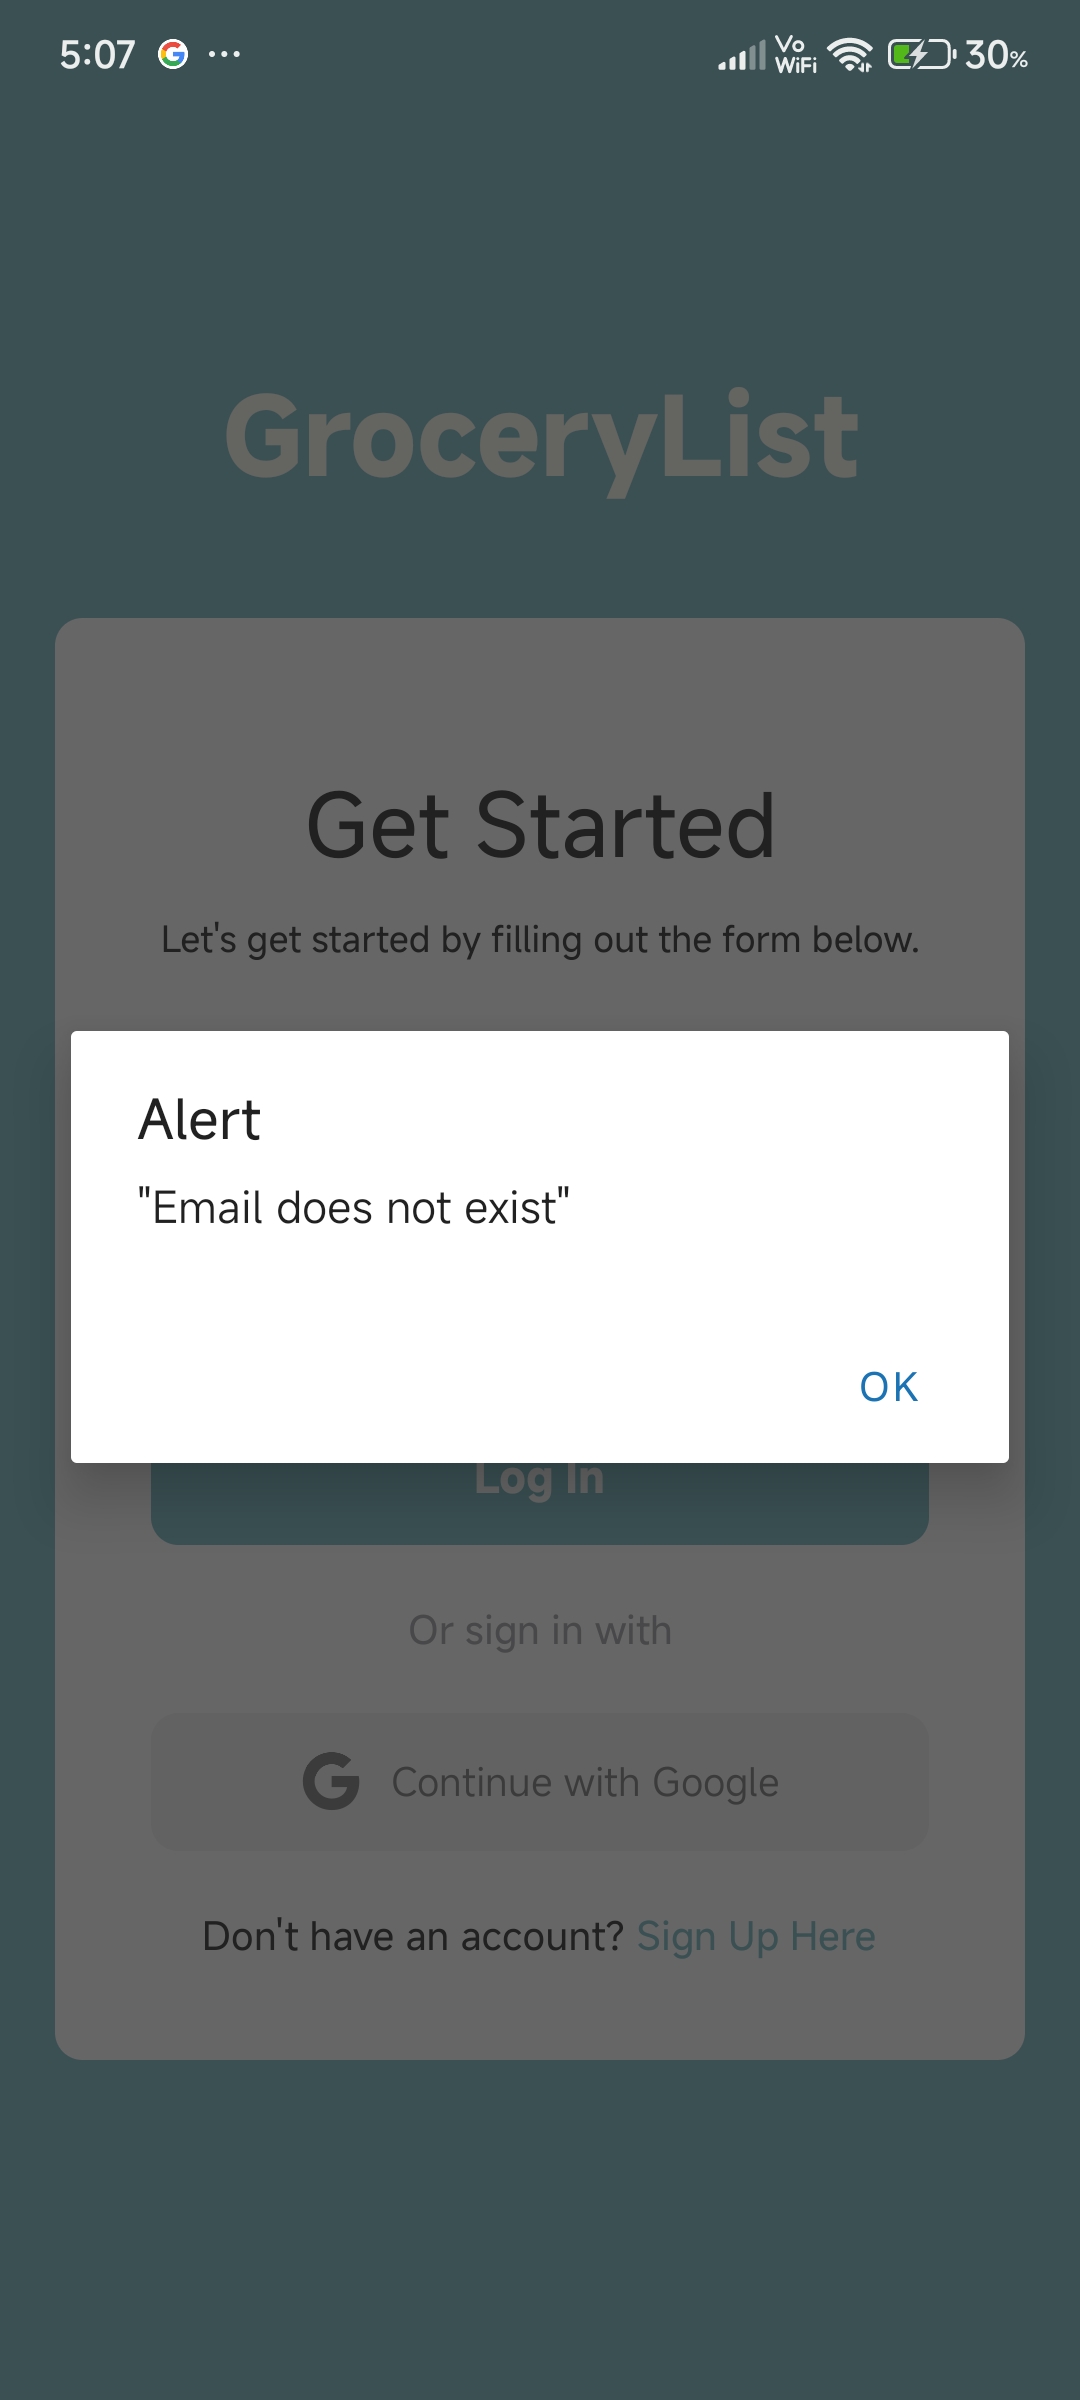 5:07 G ... Vo WiFi 30%
GroceryList
Get Started
Let's get started by filling out the form below.
Alert
"Email does not exist"
OK
Log In
Or sign in with
G Continue with Google
Don't have an account? Sign Up Here